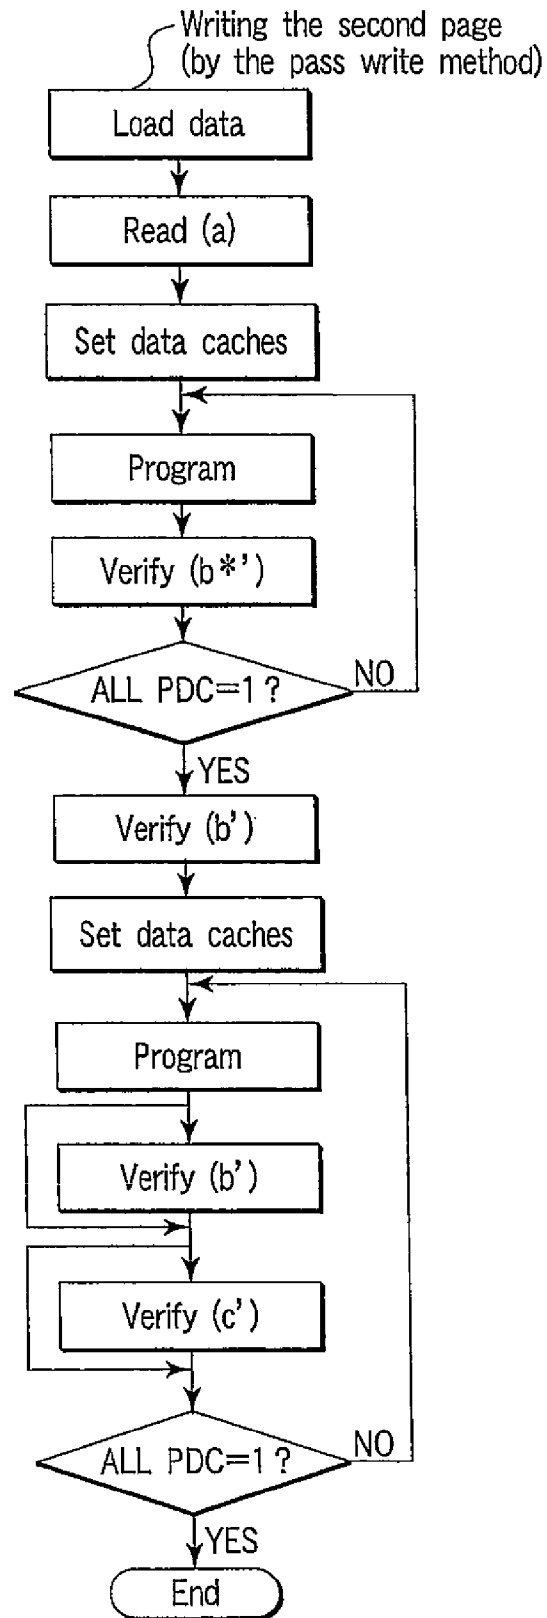 Writing the second page
(by the pass write method)
Load data
Read (a)
Set data caches
Program
Verify (b*')
ALL PDC=1 ?
NO
YES
Verify (b')
Set data caches
Program
Verify (b')
Verify (c')
ALL PDC=1 ?
NO
YES
End